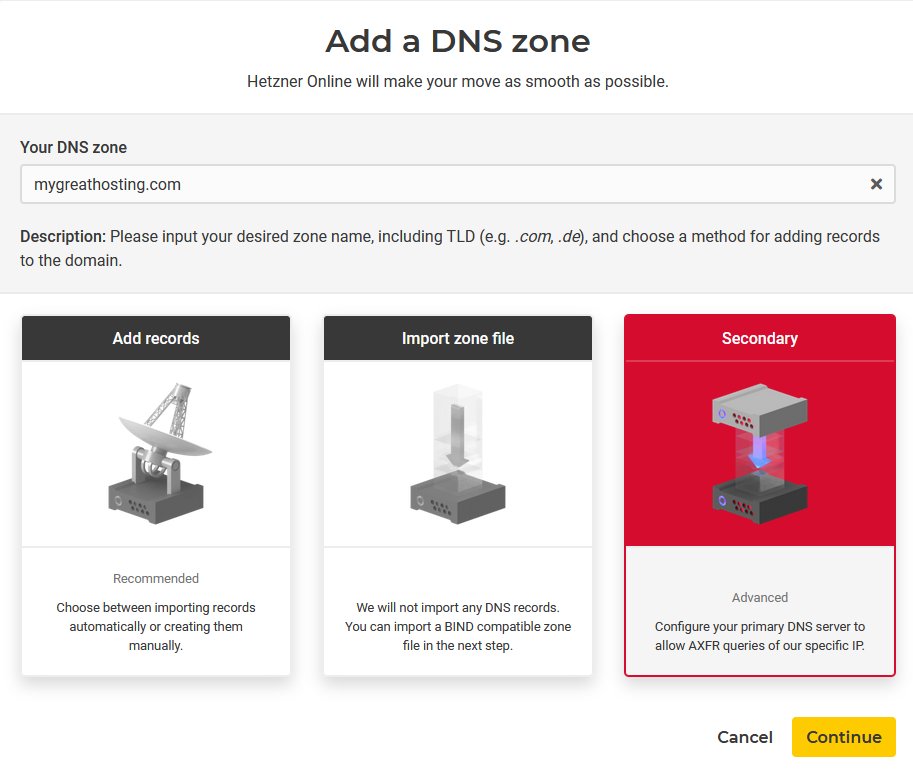 Add a DNS zone
Hetzner Online will make your move as smooth as possible.
Your DNS zone
mygreathosting.com
Description: Please input your desired zone name, including TLD (e.g. .com, .de), and choose a method for adding records
to the domain.
Add records
Recommended
Choose between importing records
automatically or creating them
manually.
Import zone file
We will not import any DNS records.
You can import a BIND compatible zone
file in the next step.
Secondary
Advanced
Configure your primary DNS server to
allow AXFR queries of our specific IP.
Cancel
Continue